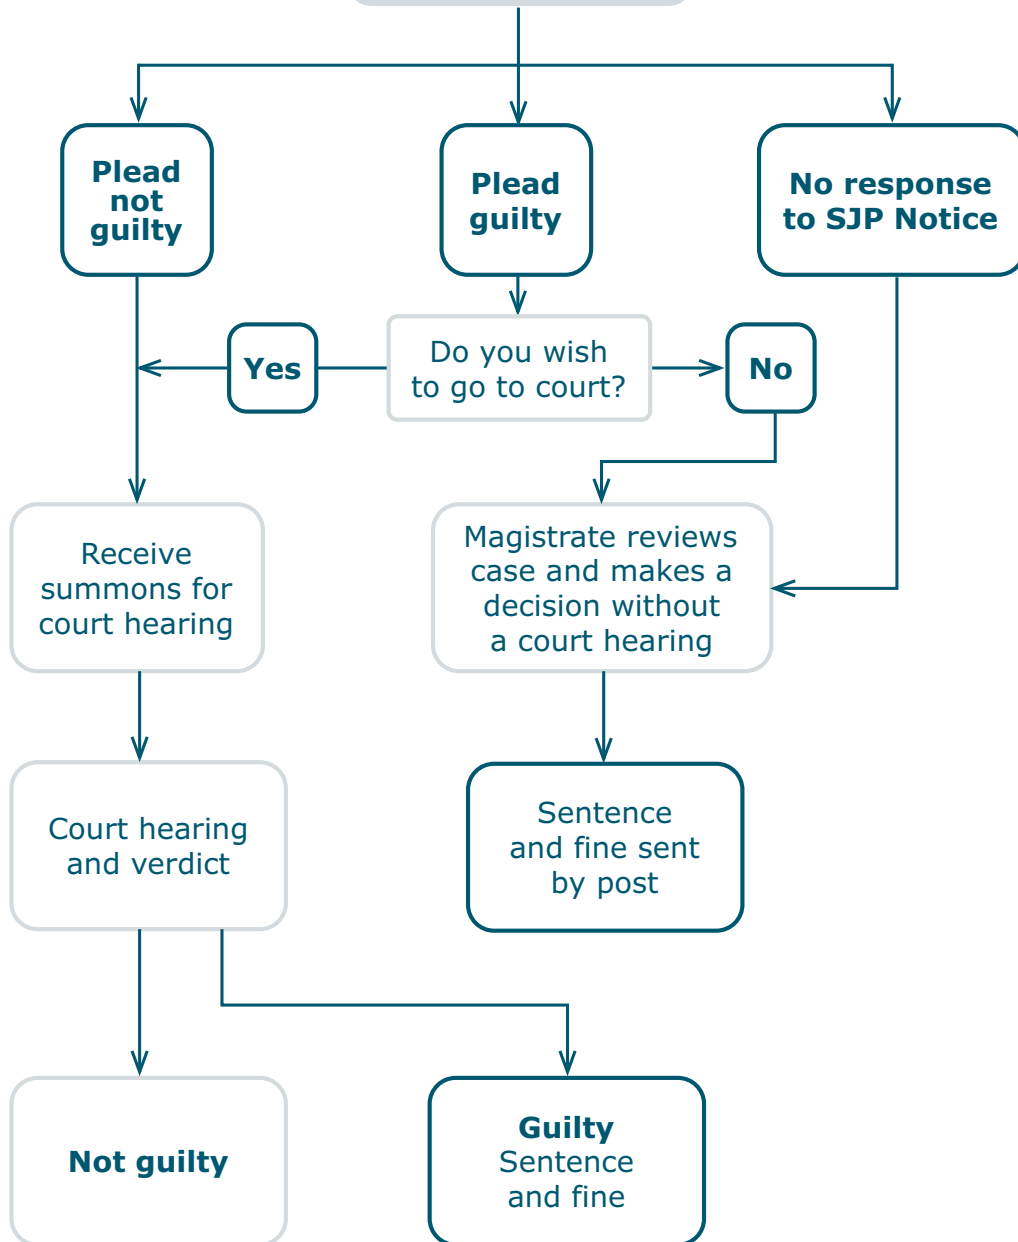 Plead
not
guilty
Plead
guilty
No response
to SJP Notice
Yes
Do you wish
to go to court?
No
Receive
summons for
court hearing
Magistrate reviews
case and makes a
decision without
a court hearing
Court hearing
and verdict
Sentence
and fine sent
by post
Not guilty
Guilty
Sentence
and fine